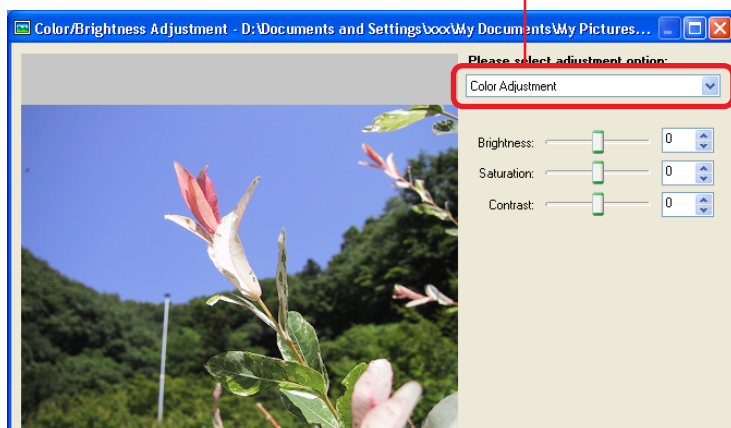 Color/Brightness Adjustment - D:\Documents and Settings\xxx\My Documents\My Pictures...
Please select adjustment option:
Color Adjustment
Brightness: 0
Saturation: 0
Contrast: 0